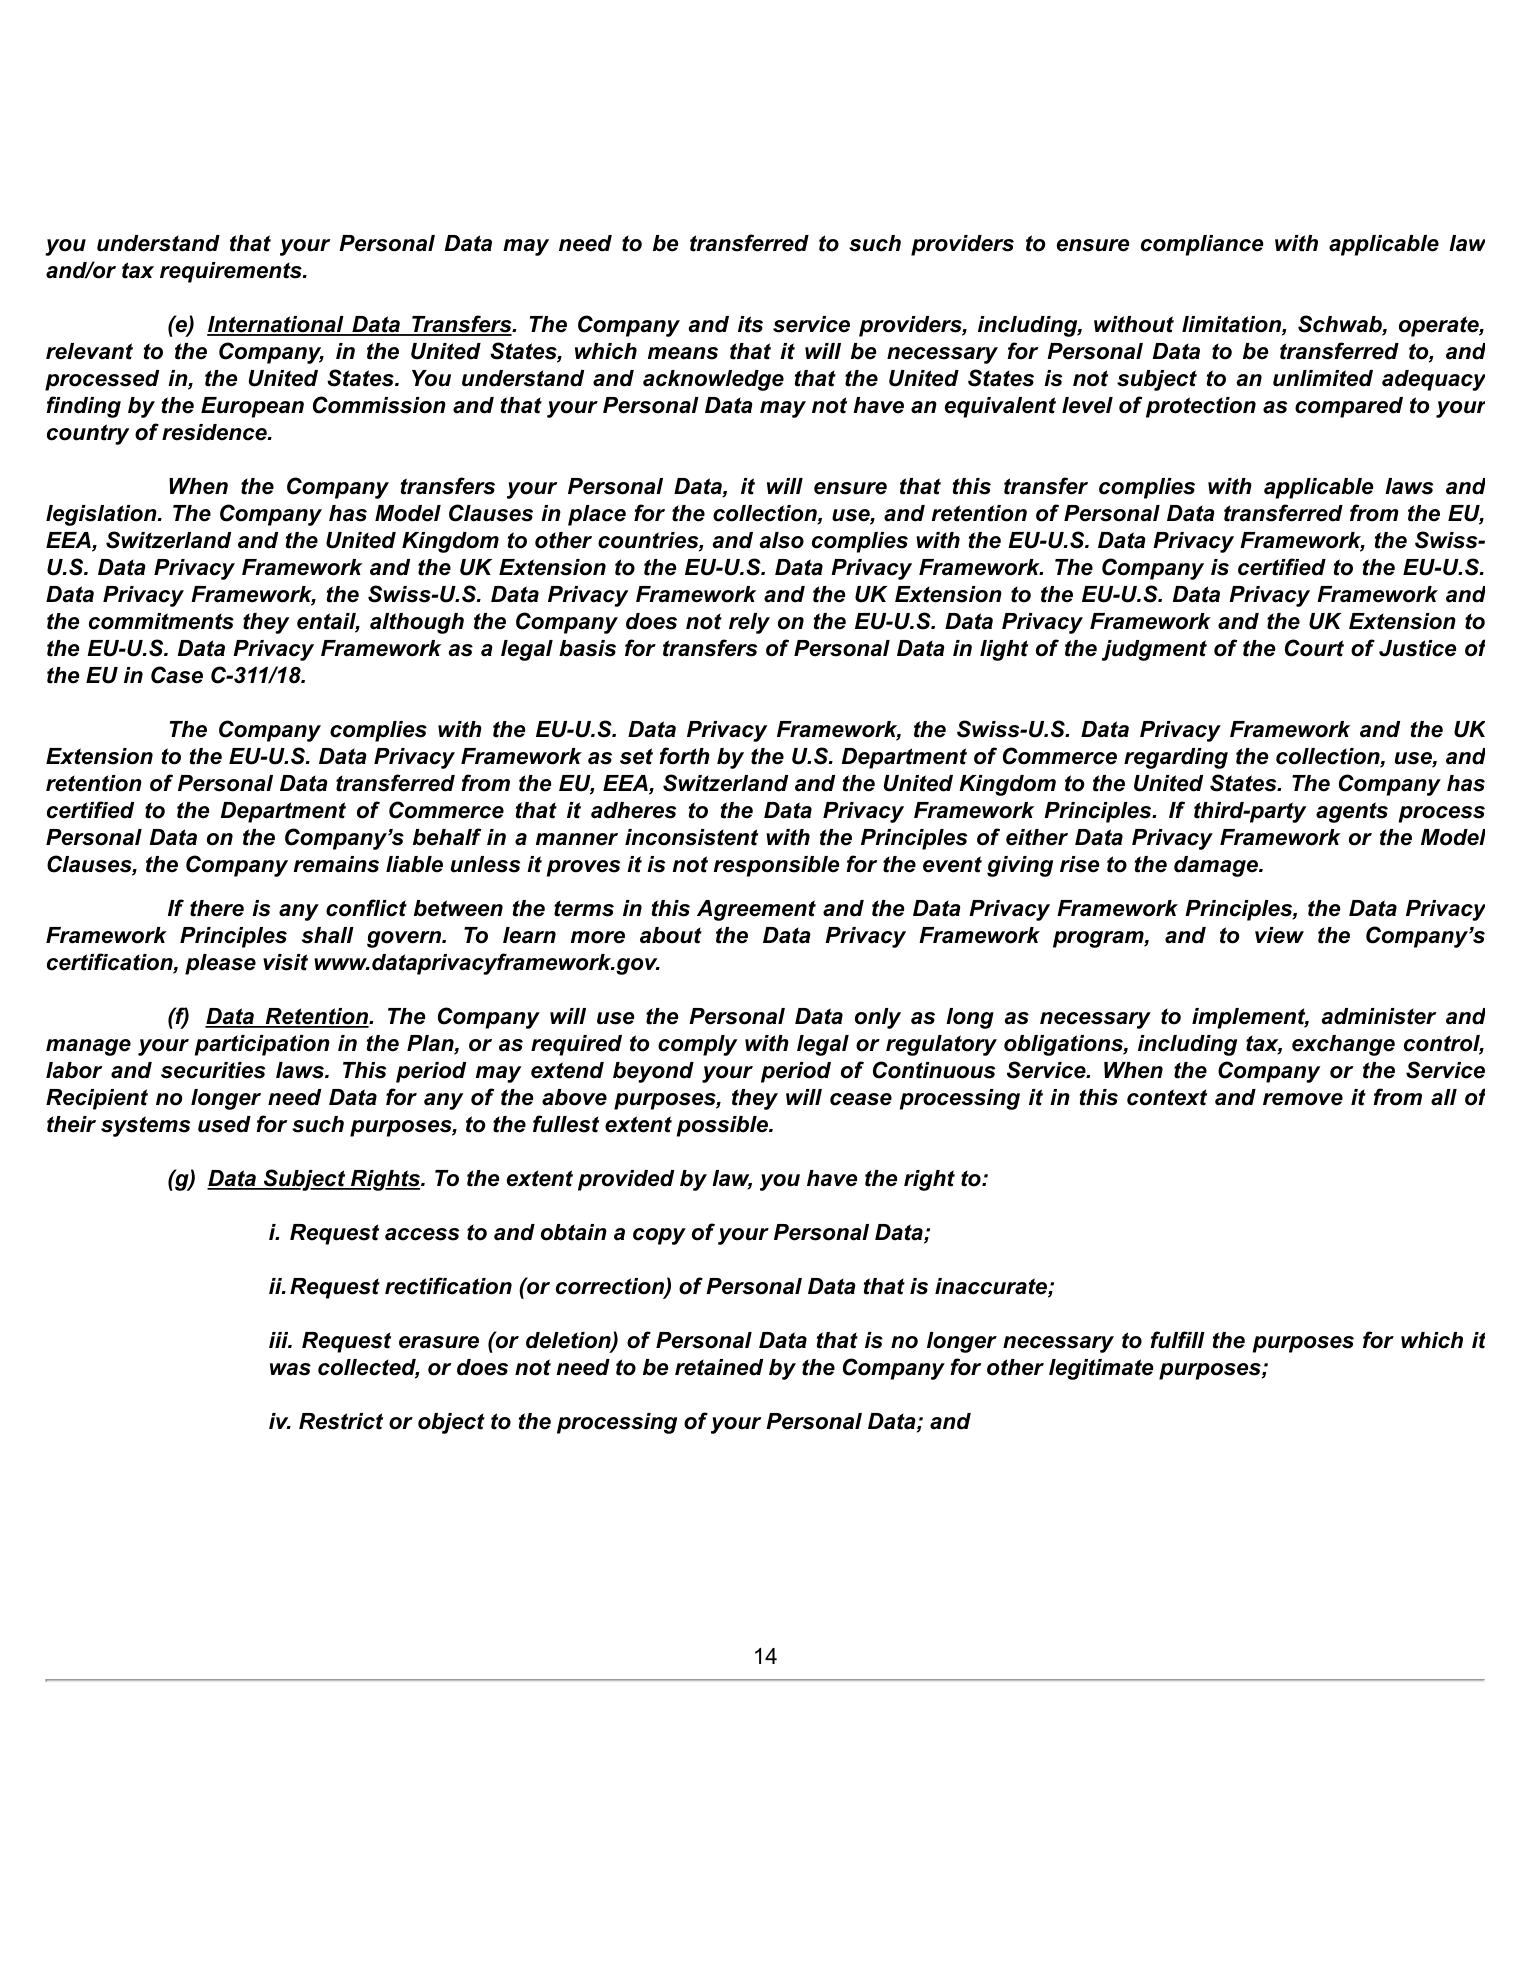 you understand that your Personal Data may need to be transferred to such providers to ensure compliance with applicable law
and/or tax requirements.
(e) International Data Transfers. The Company and its service providers, including, without limitation, Schwab, operate,
relevant to the Company, in the United States, which means that it will be necessary for Personal Data to be transferred to, and
processed in, the United States. You understand and acknowledge that the United States is not subject to an unlimited adequacy
finding by the European Commission and that your Personal Data may not have an equivalent level of protection as compared to your
country of residence.
When the Company transfers your Personal Data, it will ensure that this transfer complies with applicable laws and
legislation. The Company has Model Clauses in place for the collection, use, and retention of Personal Data transferred from the EU,
EEA, Switzerland and the United Kingdom to other countries, and also complies with the EU-U.S. Data Privacy Framework, the Swiss-
U.S. Data Privacy Framework and the UK Extension to the EU-U.S. Data Privacy Framework. The Company is certified to the EU-U.S.
Data Privacy Framework, the Swiss-U.S. Data Privacy Framework and the UK Extension to the EU-U.S. Data Privacy Framework and
the commitments they entail, although the Company does not rely on the EU-U.S. Data Privacy Framework and the UK Extension to
the EU-U.S. Data Privacy Framework as a legal basis for transfers of Personal Data in light of the judgment of the Court of Justice of
the EU in Case C-311/18.
The Company complies with the EU-U.S. Data Privacy Framework, the Swiss-U.S. Data Privacy Framework and the UK
Extension to the EU-U.S. Data Privacy Framework as set forth by the U.S. Department of Commerce regarding the collection, use, and
retention of Personal Data transferred from the EU, EEA, Switzerland and the United Kingdom to the United States. The Company has
certified to the Department of Commerce that it adheres to the Data Privacy Framework Principles. If third-party agents process
Personal Data on the Company’s behalf in a manner inconsistent with the Principles of either Data Privacy Framework or the Model
Clauses, the Company remains liable unless it proves it is not responsible for the event giving rise to the damage.
If there is any conflict between the terms in this Agreement and the Data Privacy Framework Principles, the Data Privacy
Framework Principles shall govern. To learn more about the Data Privacy Framework program, and to view the Company’s
certification, please visit www.dataprivacyframework.gov.
(f) Data Retention. The Company will use the Personal Data only as long as necessary to implement, administer and
manage your participation in the Plan, or as required to comply with legal or regulatory obligations, including tax, exchange control,
labor and securities laws. This period may extend beyond your period of Continuous Service. When the Company or the Service
Recipient no longer need Data for any of the above purposes, they will cease processing it in this context and remove it from all of
their systems used for such purposes, to the fullest extent possible.
(g) Data Subject Rights. To the extent provided by law, you have the right to:
i. Request access to and obtain a copy of your Personal Data;
ii. Request rectification (or correction) of Personal Data that is inaccurate;
iii. Request erasure (or deletion) of Personal Data that is no longer necessary to fulfill the purposes for which it
was collected, or does not need to be retained by the Company for other legitimate purposes;
iv. Restrict or object to the processing of your Personal Data; and
14